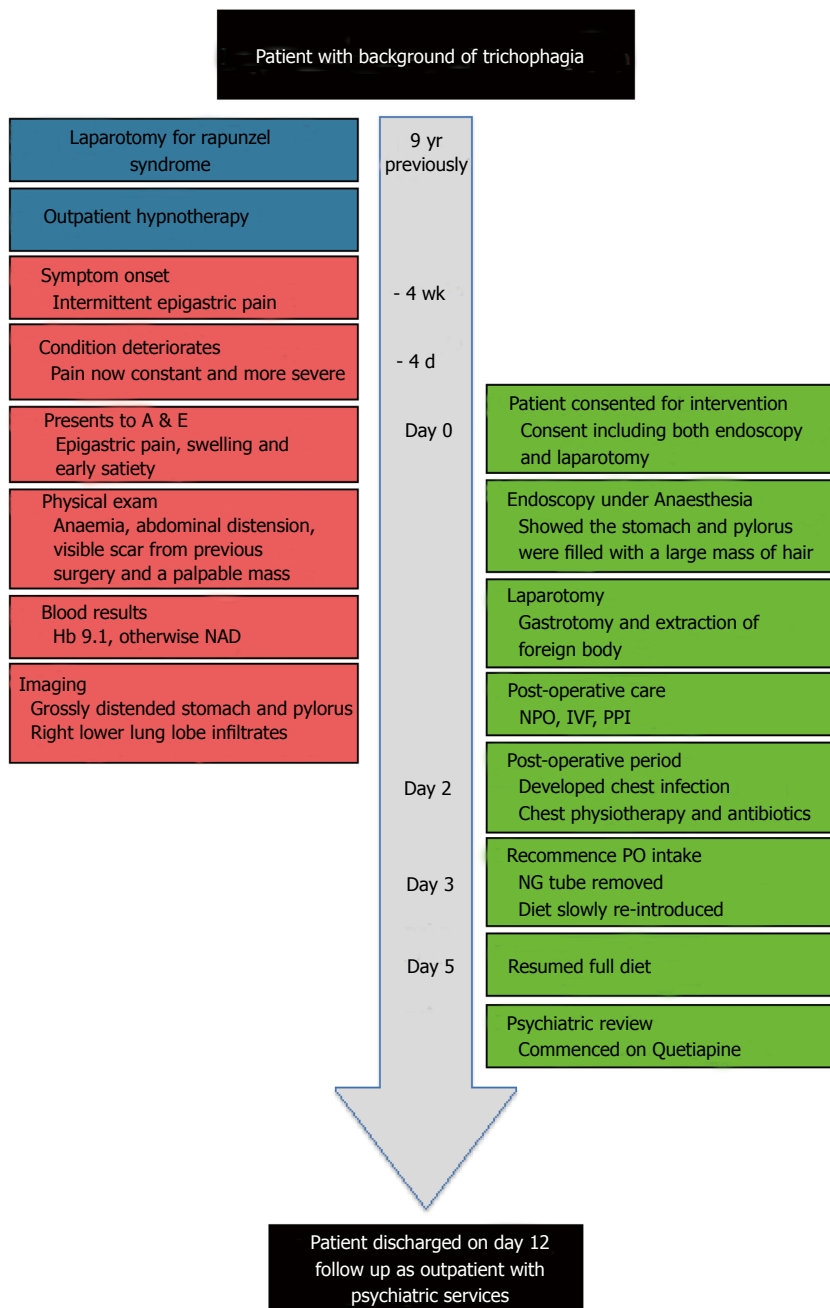 Patient with background of trichophagia
Laparotomy for rapunzel
syndrome
9 yr
previously
Outpatient hypnotherapy
Symptom onset
Intermittent epigastric pain
- 4 wk
Condition deteriorates
Pain now constant and more severe
- 4 d
Presents to A & E
Epigastric pain, swelling and
early satiety
Day 0
Patient consented for intervention
Consent including both endoscopy
and laparotomy
Physical exam
Anaemia, abdominal distension,
visible scar from previous
surgery and a palpable mass
Endoscopy under Anaesthesia
Showed the stomach and pylorus
were filled with a large mass of hair
Blood results
Hb 9.1, otherwise NAD
Laparotomy
Gastrotomy and extraction of
foreign body
Imaging
Grossly distended stomach and pylorus
Right lower lung lobe infiltrates
Post-operative care
NPO, IVF, PPI
Day 2
Post-operative period
Developed chest infection
Chest physiotherapy and antibiotics
Day 3
Recommence PO intake
NG tube removed
Diet slowly re-introduced
Day 5
Resumed full diet
Psychiatric review
Commenced on Quetiapine
Patient discharged on day 12
follow up as outpatient with
psychiatric services